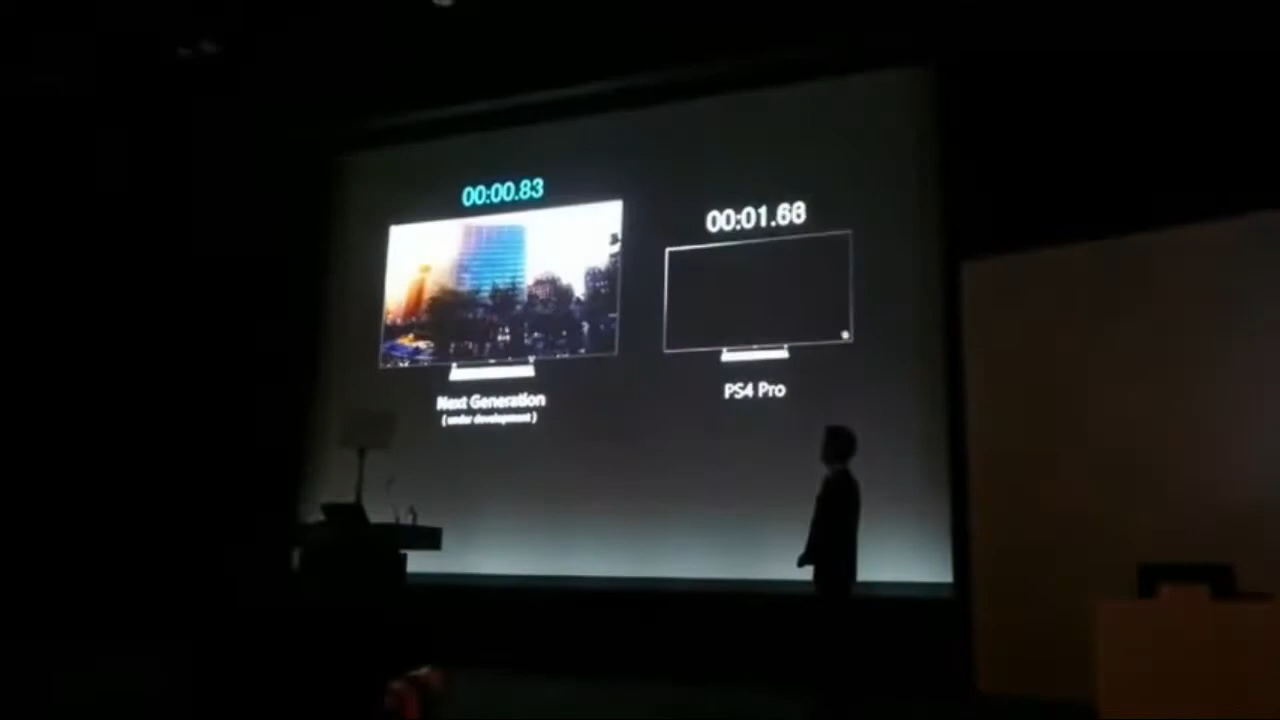 00:00.83
00:01.68
Next Generation
( under development )
PS4 Pro